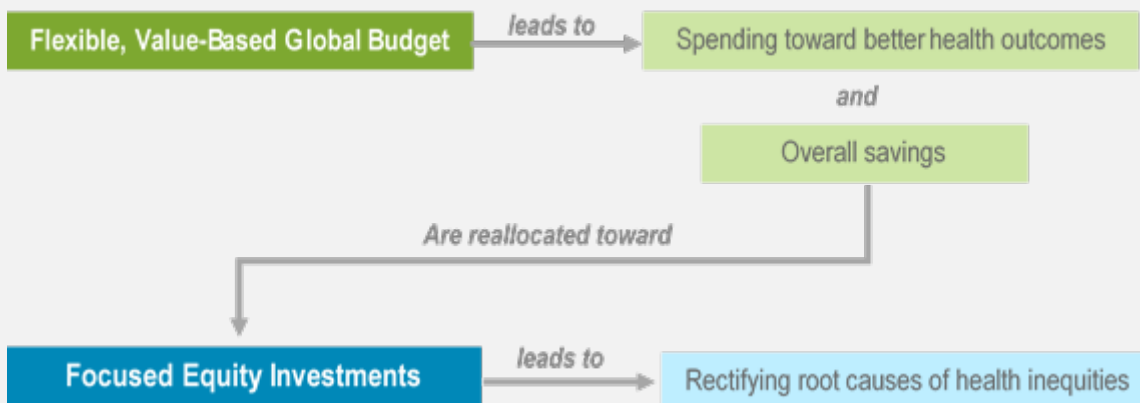 Flexible, Value-Based Global Budget
leads to
Spending toward better health outcomes
and
Overall savings
Are reallocated toward
Focused Equity Investments
leads to
Rectifying root causes of health inequities